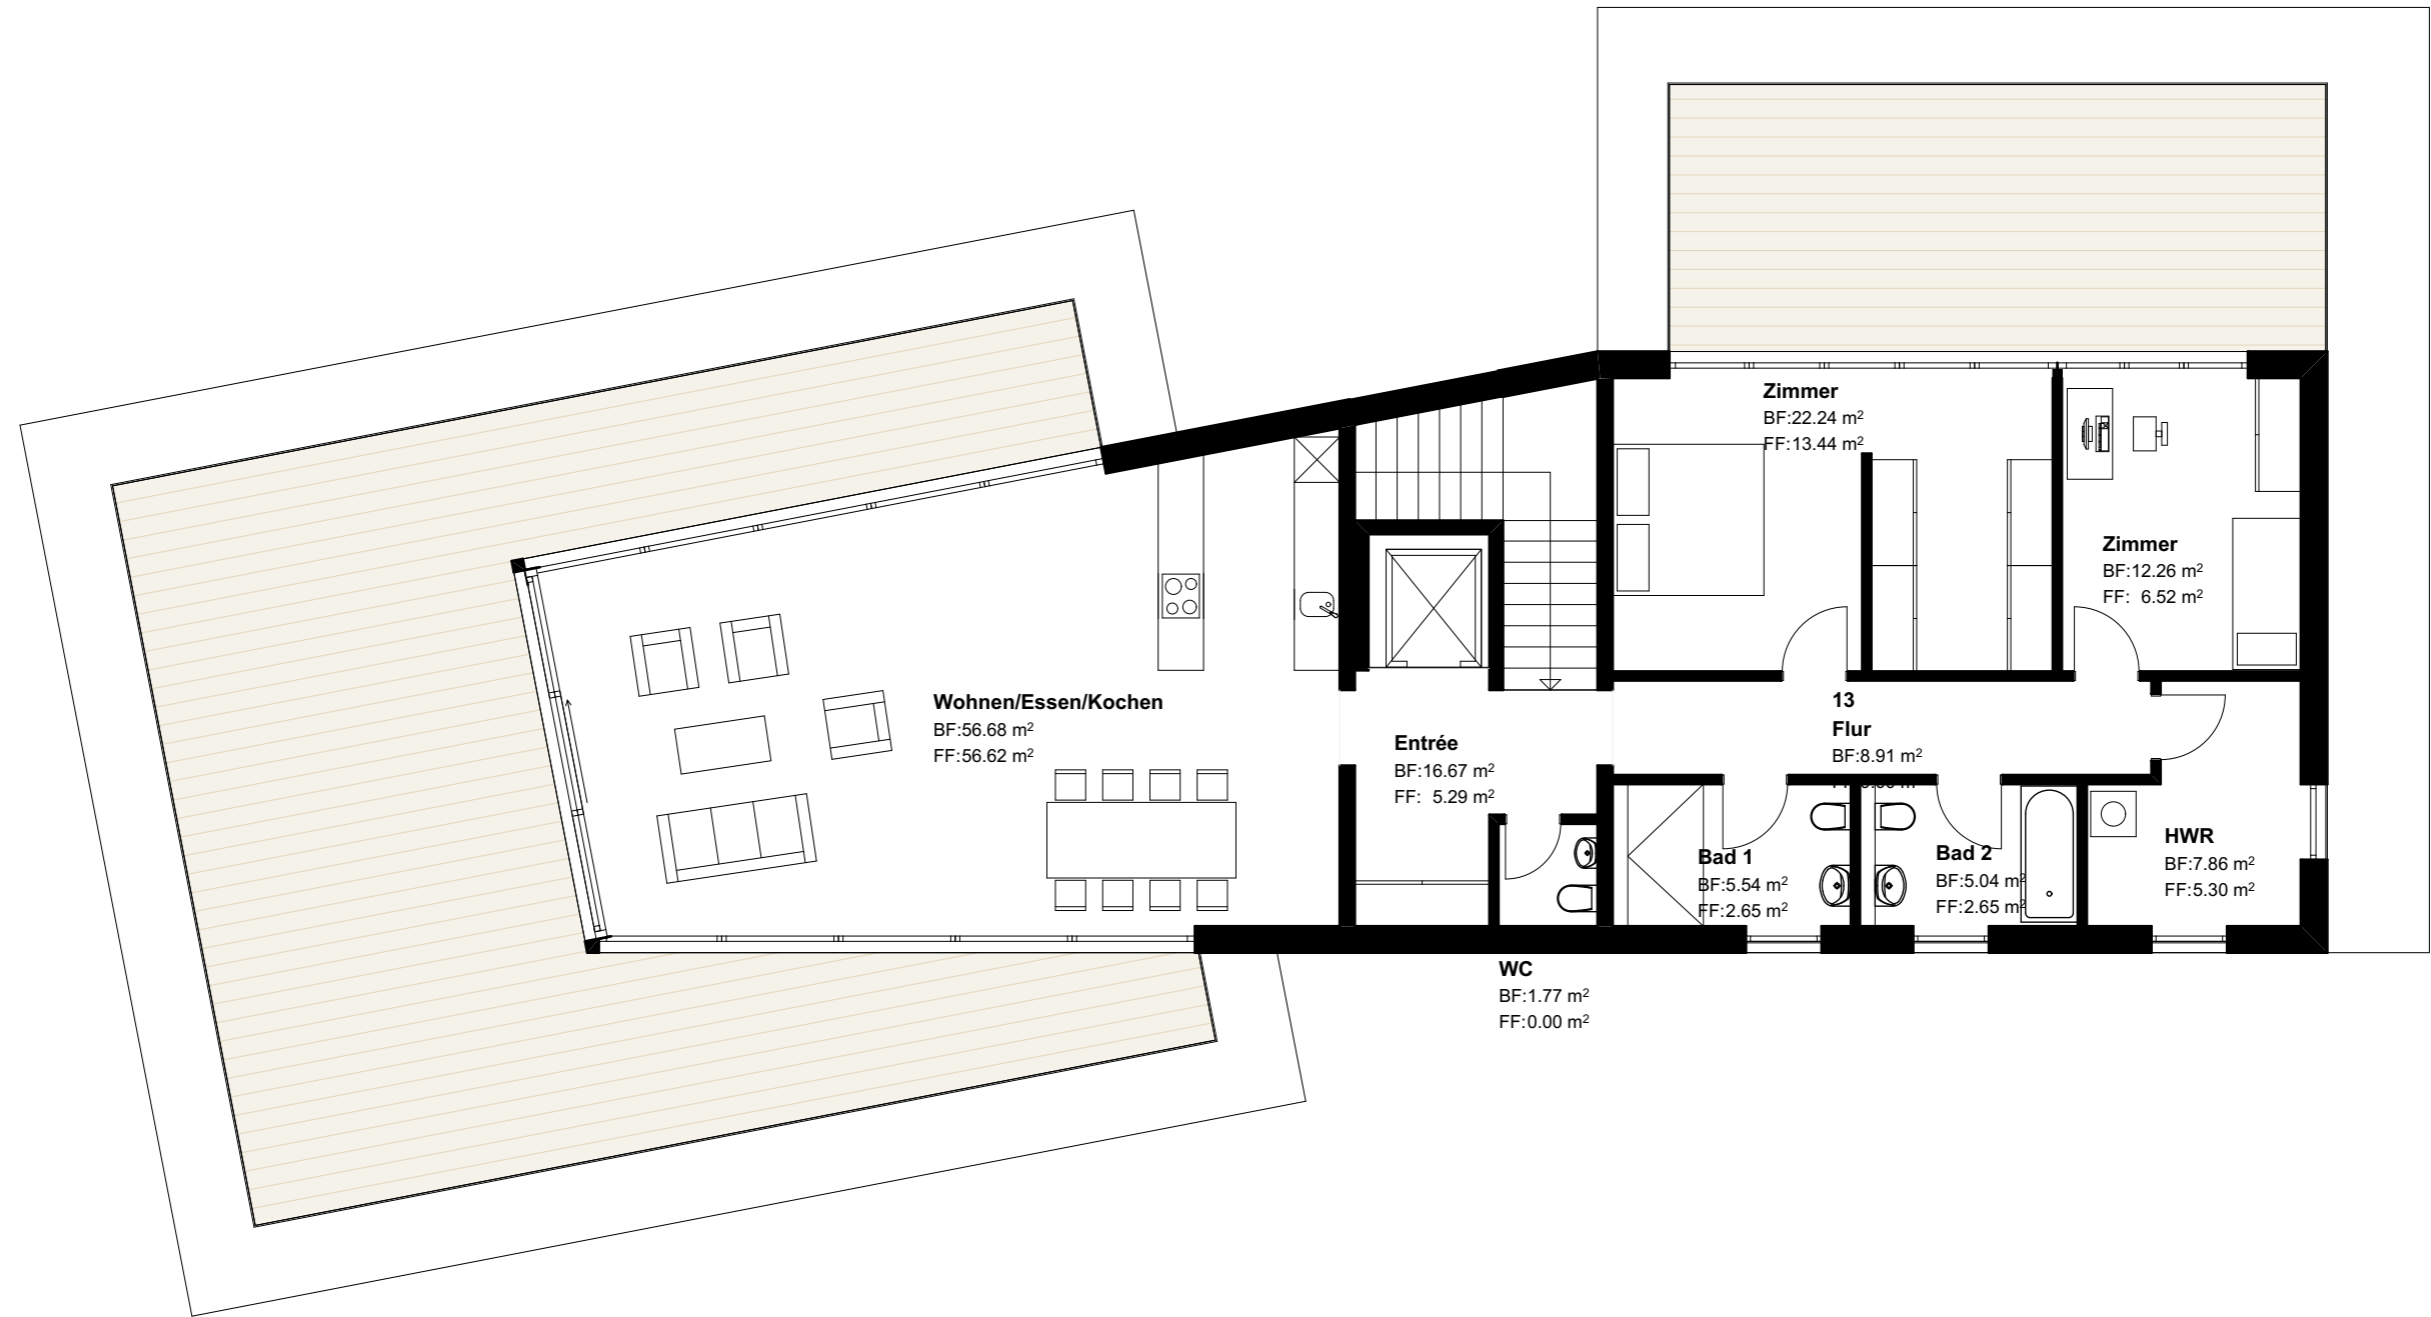 Zimmer
BF:22.24 m²
FF:13.44 m²
Zimmer
BF:12.26 m²
FF: 6.52 m²
Wohnen/Essen/Kochen
BF:56.68 m²
FF:56.62 m²
Entrée
BF:16.67 m²
FF: 5.29 m²
13
Flur
BF:8.91 m²
Bad 1
BF:5.54 m²
FF:2.65 m²
Bad 2
BF:5.04 m²
FF:2.65 m²
HWR
BF:7.86 m²
FF:5.30 m²
WC
BF:1.77 m²
FF:0.00 m²